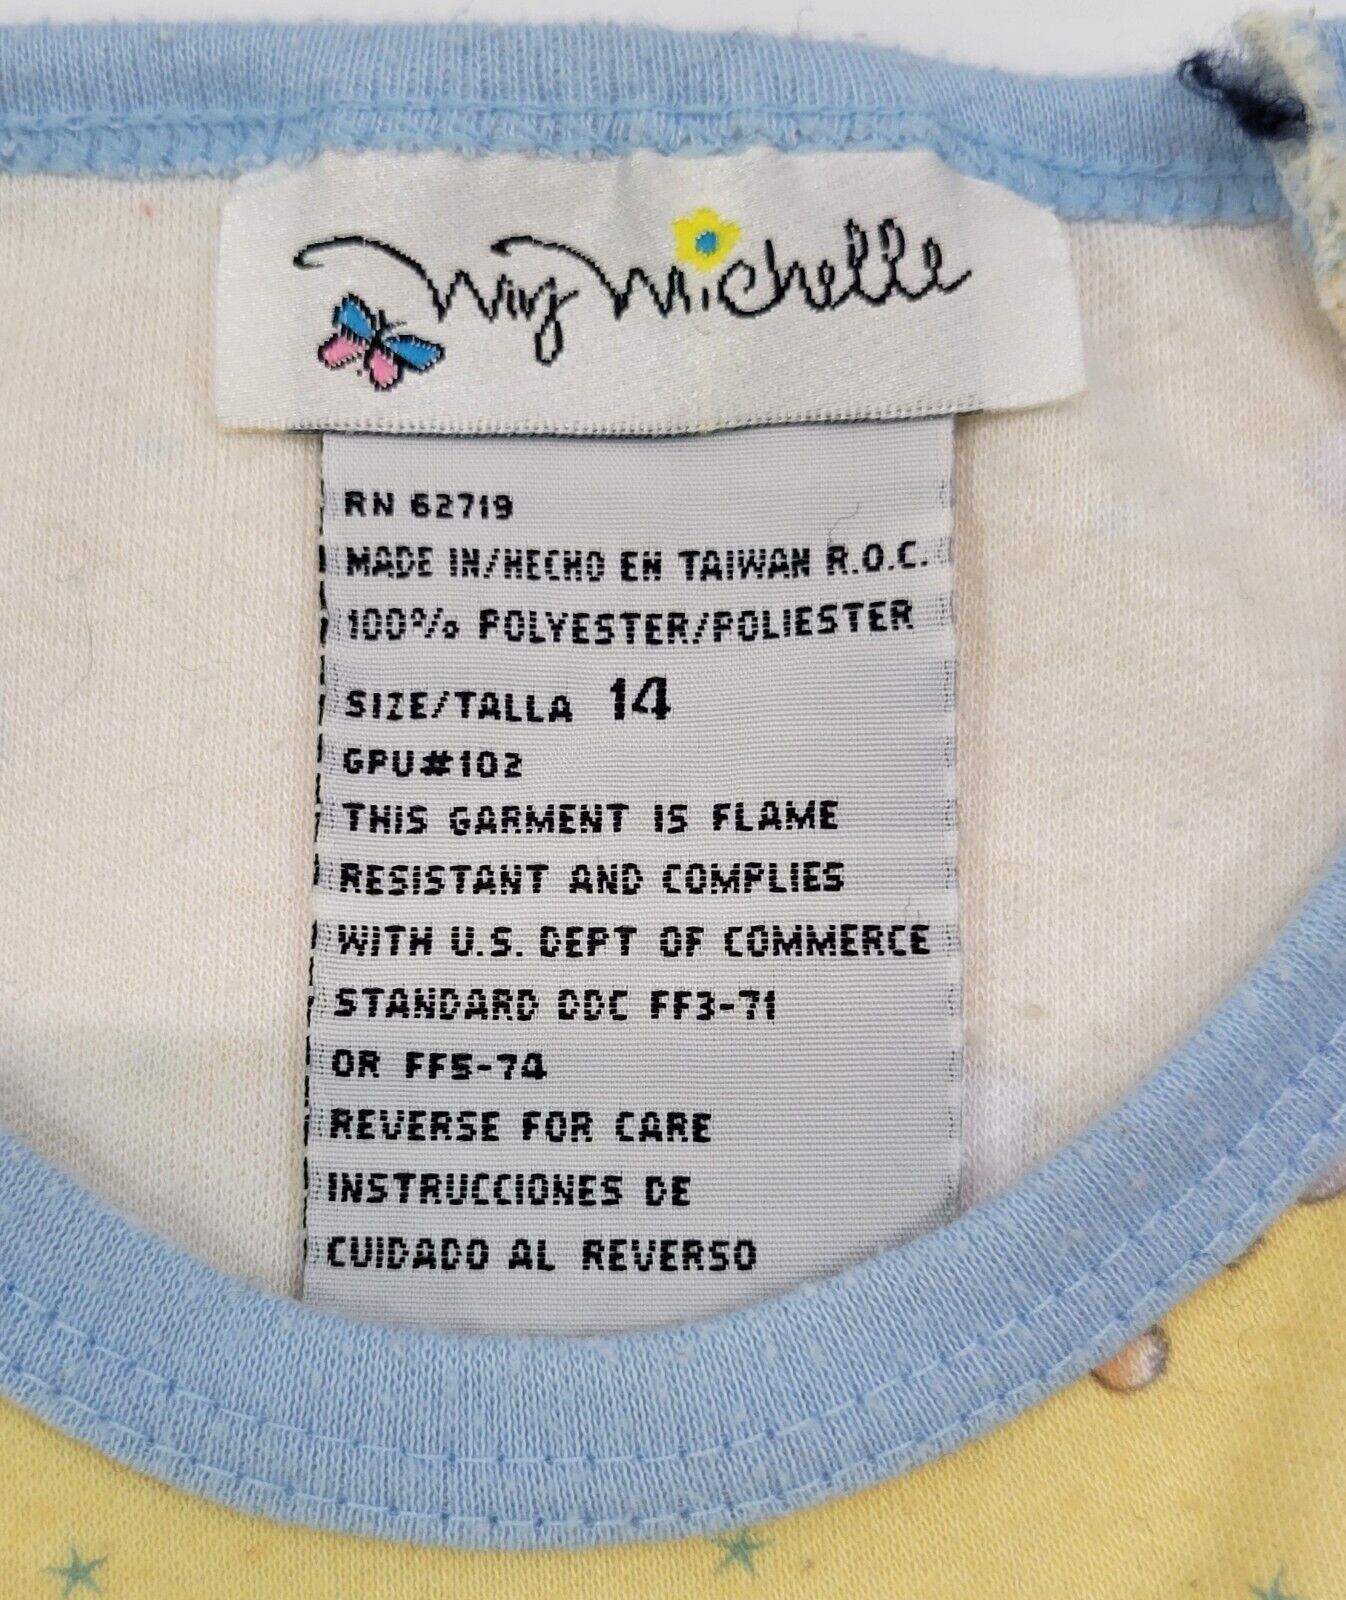 My Michelle
RN 62719
MADE IN/HECHO EN TAIWAN R.O.C.
100% POLYESTER/POLIESTER
SIZE/TALLA 14
GPU#102
THIS GARMENT IS FLAME
RESISTANT AND COMPLIES
WITH U.S. DEPT OF COMMERCE
STANDARD DDC FF3-71
OR FF5-74
REVERSE FOR CARE
INSTRUCCIONES DE
CUIDADO AL REVERSO